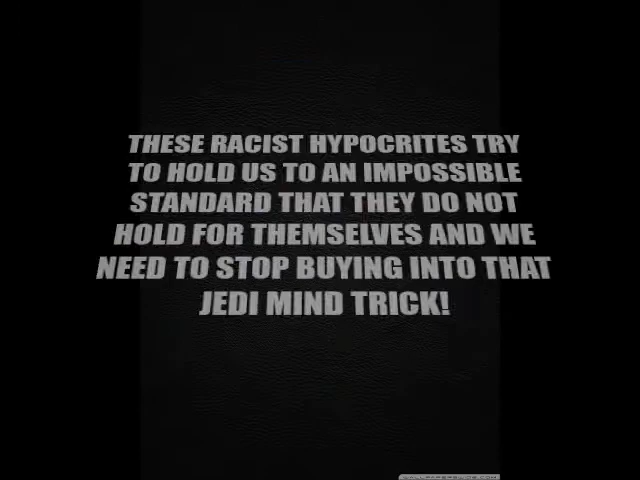 THESE RACIST HYPOCRITES TRY
TO HOLD US TO AN IMPOSSIBLE
STANDARD THAT THEY DO NOT
HOLD FOR THEMSELVES AND WE
NEED TO STOP BUYING INTO THAT
JEDI MIND TRICK!